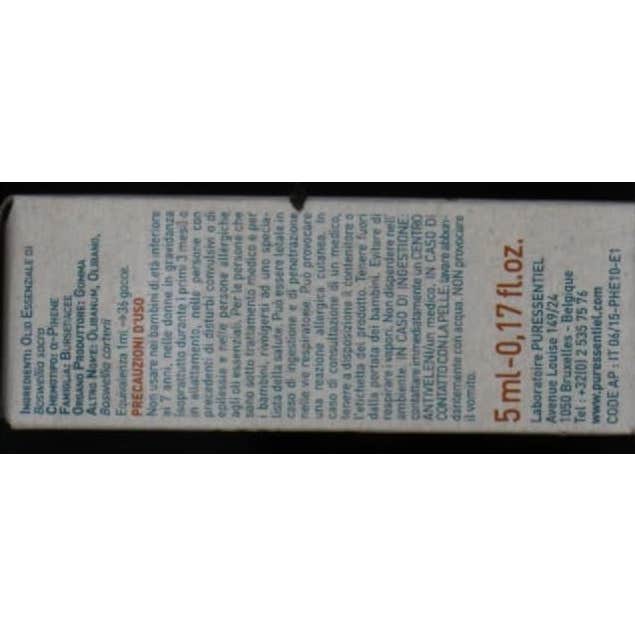 INGREDIENTI: OLIO ESSENZIALE DI
Boswellia sacra
CHEMOTIPO: α-PINENE
FAMIGLIA: BURSERACEE
ORGANO PRODUTTORE: GOMMA
ALTRO NOME: OLIBANUM, OLIBANO,
Boswellia carterii
Equivalenza 1ml→36 gocce.
PRECAUZIONI D'USO
Non usare nei bambini di età inferiore
ai 7 anni, nelle donne in gravidanza
(soprattutto durante i primi 3 mesi) o
in allattamento, nelle persone con
precedenti di disturbi convulsivi o di
epilessia e nelle persone allergiche
agli oli essenziali. Per le persone che
sono sotto trattamento medico e per
i bambini, rivolgersi ad uno specia-
lista della salute. Può essere letale in
caso di ingestione e di penetrazione
nelle vie respiratorie. Può provocare
una reazione allergica cutanea. In
caso di consultazione di un medico,
tenere a disposizione il contenitore o
l'etichetta del prodotto. Tenere fuori
dalla portata dei bambini. Evitare di
respirare i vapori. Non disperdere nell'
ambiente. IN CASO DI INGESTIONE:
contattare immediatamente un CENTRO
ANTIVELENI/un medico. IN CASO DI
CONTATTO CON LA PELLE: lavare abbon-
dantemente con acqua. NON provocare
il vomito.
5 ml-0,17 fl.oz.
Laboratoire PURESSENTIEL
Avenue Louise 149/24
1050 Bruxelles - Belgique
Tel : +32(0) 2 535 75 76
www.puressentiel.com
CODE AP : IT 06/15-PHE10-E1